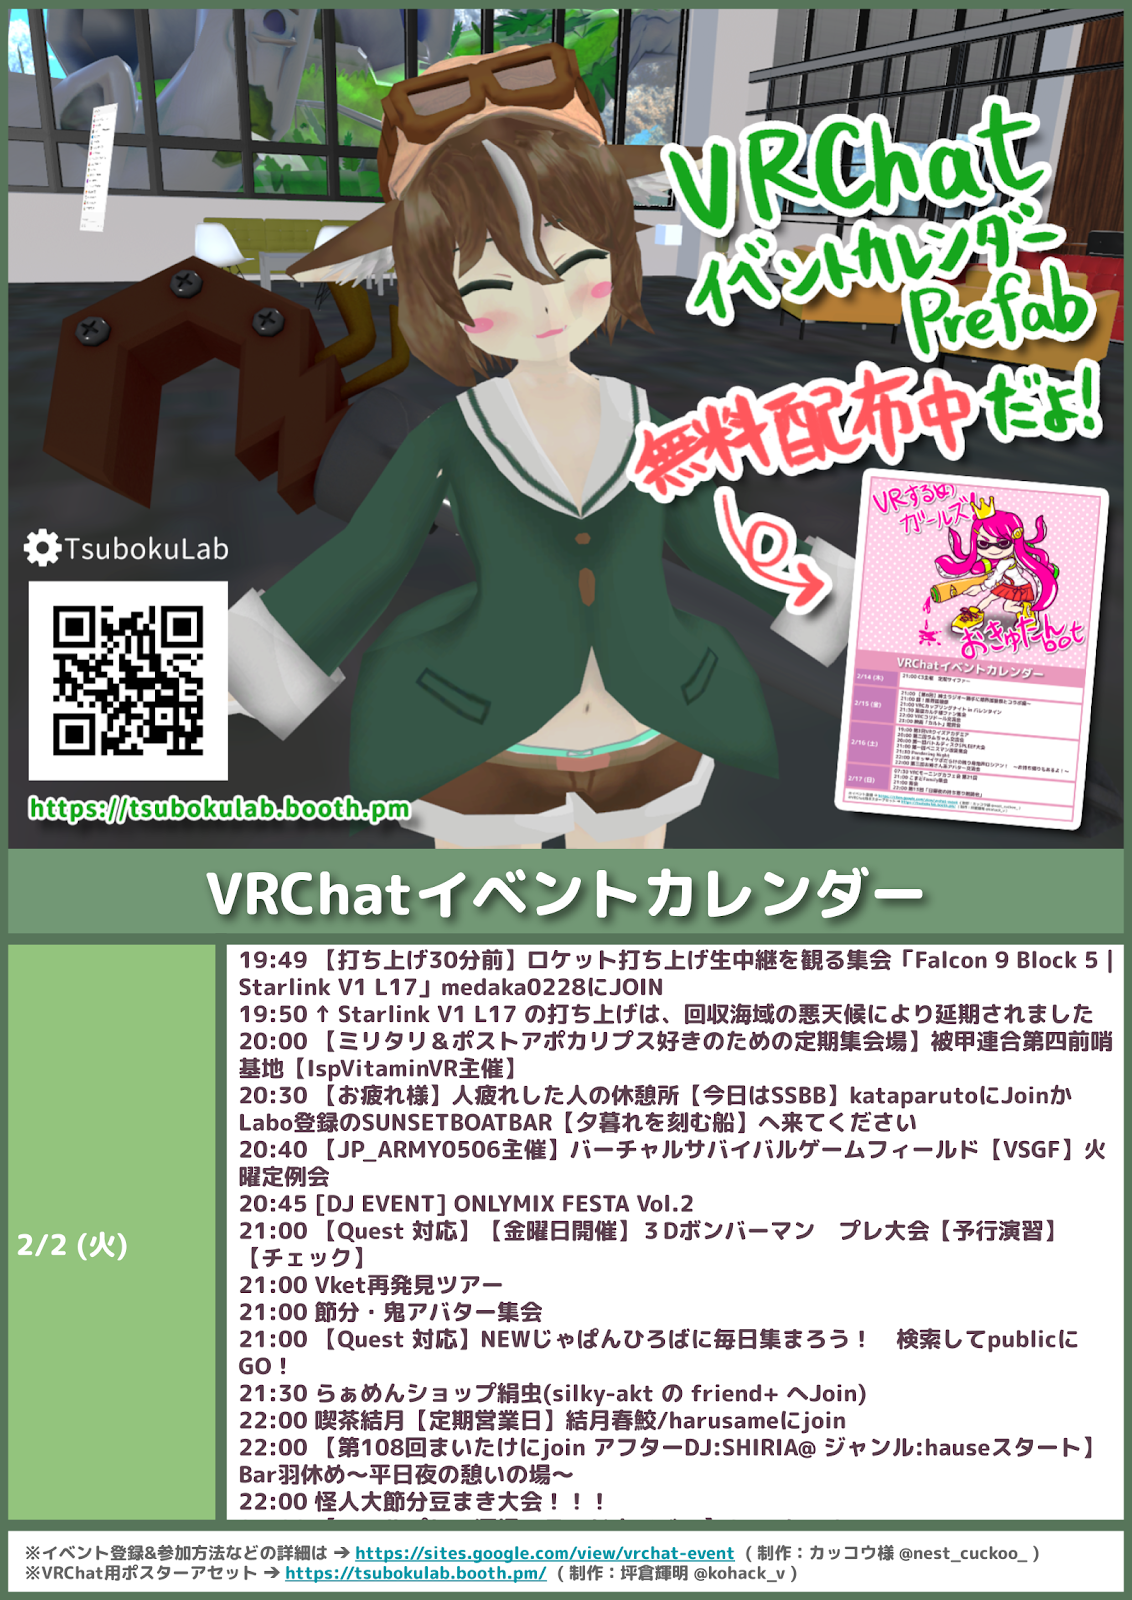 VRChat
イベントカレンダー
Prefab
無料配布中だよ!
TsubokuLab
https://tsubokulab.booth.pm
VRするめ
ガールズ
おきゅたん
bot
VRChatイベントカレンダー
2/14 (木)
2/15 (金)
2/16 (土)
2/17 (日)
VRChatイベントカレンダー
2/2 (火)
19:49 【打ち上げ30分前】ロケット打ち上げ生中継を観る集会「Falcon 9 Block 5 |
Starlink V1 L17」medaka0228にJOIN
19:50 ↑ Starlink V1 L17 の打ち上げは、回収海域の悪天候により延期されました
20:00 【ミリタリ＆ポストアポカリプス好きのための定期集会場】被甲連合第四前哨
基地【IspVitaminVR主催】
20:30 【お疲れ様】人疲れした人の休憩所【今日はSSBB】kataparutoにJoinか
Labo登録のSUNSETBOATBAR【夕暮れを刻む船】へ来てください
20:40 【JP_ARMY0506主催】バーチャルサバイバルゲームフィールド【VSGF】火
曜定例会
20:45 [DJ EVENT] ONLYMIX FESTA Vol.2
21:00 【Quest 対応】【金曜日開催】３Dボンバーマン　プレ大会【予行演習】
【チェック】
21:00 Vket再発見ツアー
21:00 節分・鬼アバター集会
21:00 【Quest 対応】NEWじゃぱんひろばに毎日集まろう！　検索してpublicに
GO！
21:30 らぁめんショップ絹虫(silky-akt の friend+ へJoin)
22:00 喫茶結月【定期営業日】結月春鮫/harusameにjoin
22:00 【第108回まいたけにjoin アフターDJ:SHIRIA@ ジャンル:hauseスタート】
Bar羽休め～平日夜の憩いの場～
22:00 怪人大節分豆まき大会！！！
※イベント登録&参加方法などの詳細は ➔ https://sites.google.com/view/vrchat-event ( 制作：カッコウ様 @nest_cuckoo_ )
※VRChat用ポスターアセット ➔ https://tsubokulab.booth.pm/ ( 制作：坪倉輝明 @kohack_v )